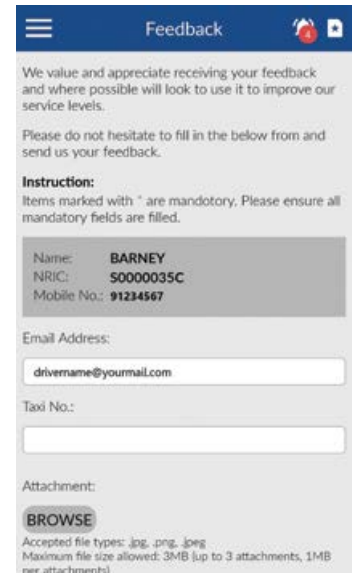 Feedback
4
We value and appreciate receiving your feedback
and where possible will look to use it to improve our
service levels.
Please do not hesitate to fill in the below from and
send us your feedback.
Instruction:
Items marked with * are mandotory. Please ensure all
mandatory fields are filled.
Name: BARNEY
NRIC: S0000035C
Mobile No.: 91234567
Email Address:
drivername@yourmail.com
Taxi No.:
Attachment:
BROWSE
Accepted file types: .jpg, .png, .jpeg
Maximum file size allowed: 3MB (up to 3 attachments, 1MB
per attachments)